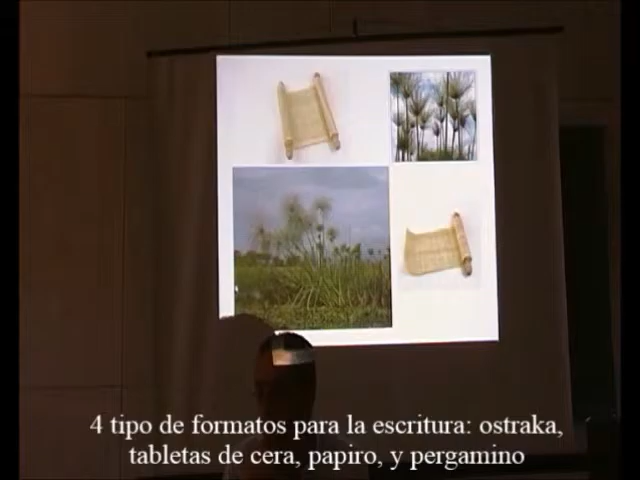 4 tipo de formatos para la escritura: ostraka,
tabletas de cera, papiro, y pergamino